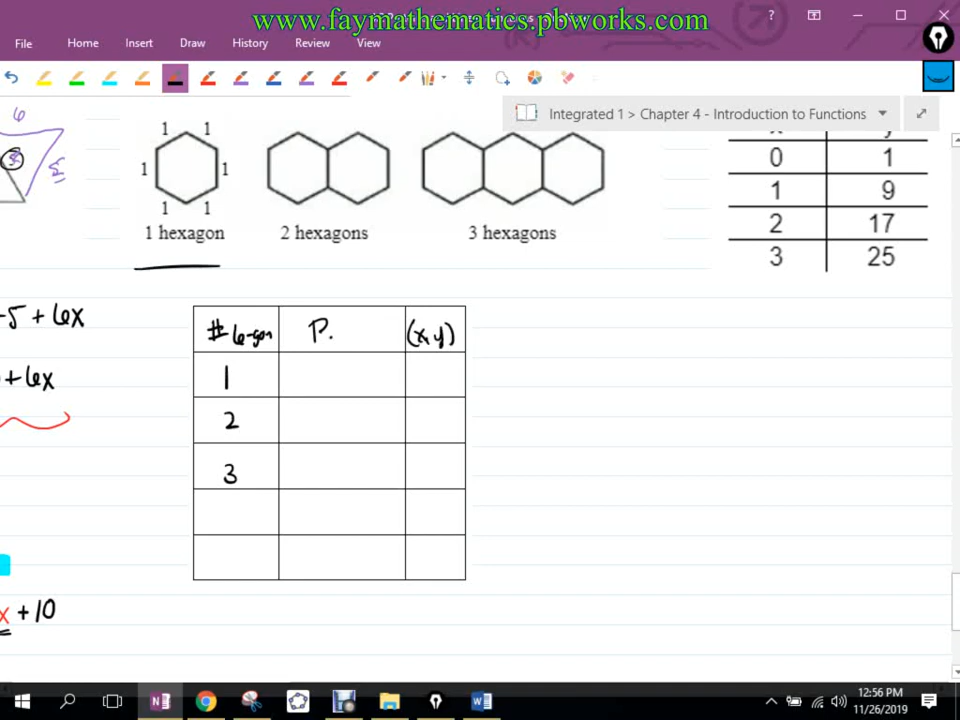 www.faymathematics.pbworks.com
File Home Insert Draw History Review View
Integrated 1 > Chapter 4 - Introduction to Functions
6
5
1 1
1 1
1 1
1 hexagon
2 hexagons
3 hexagons
x y
0 1
1 9
2 17
3 25
-5 + 6x
+ 6x
x + 10
# 6-gon P. (x, y)
1
2
3
12:56 PM
11/26/2019